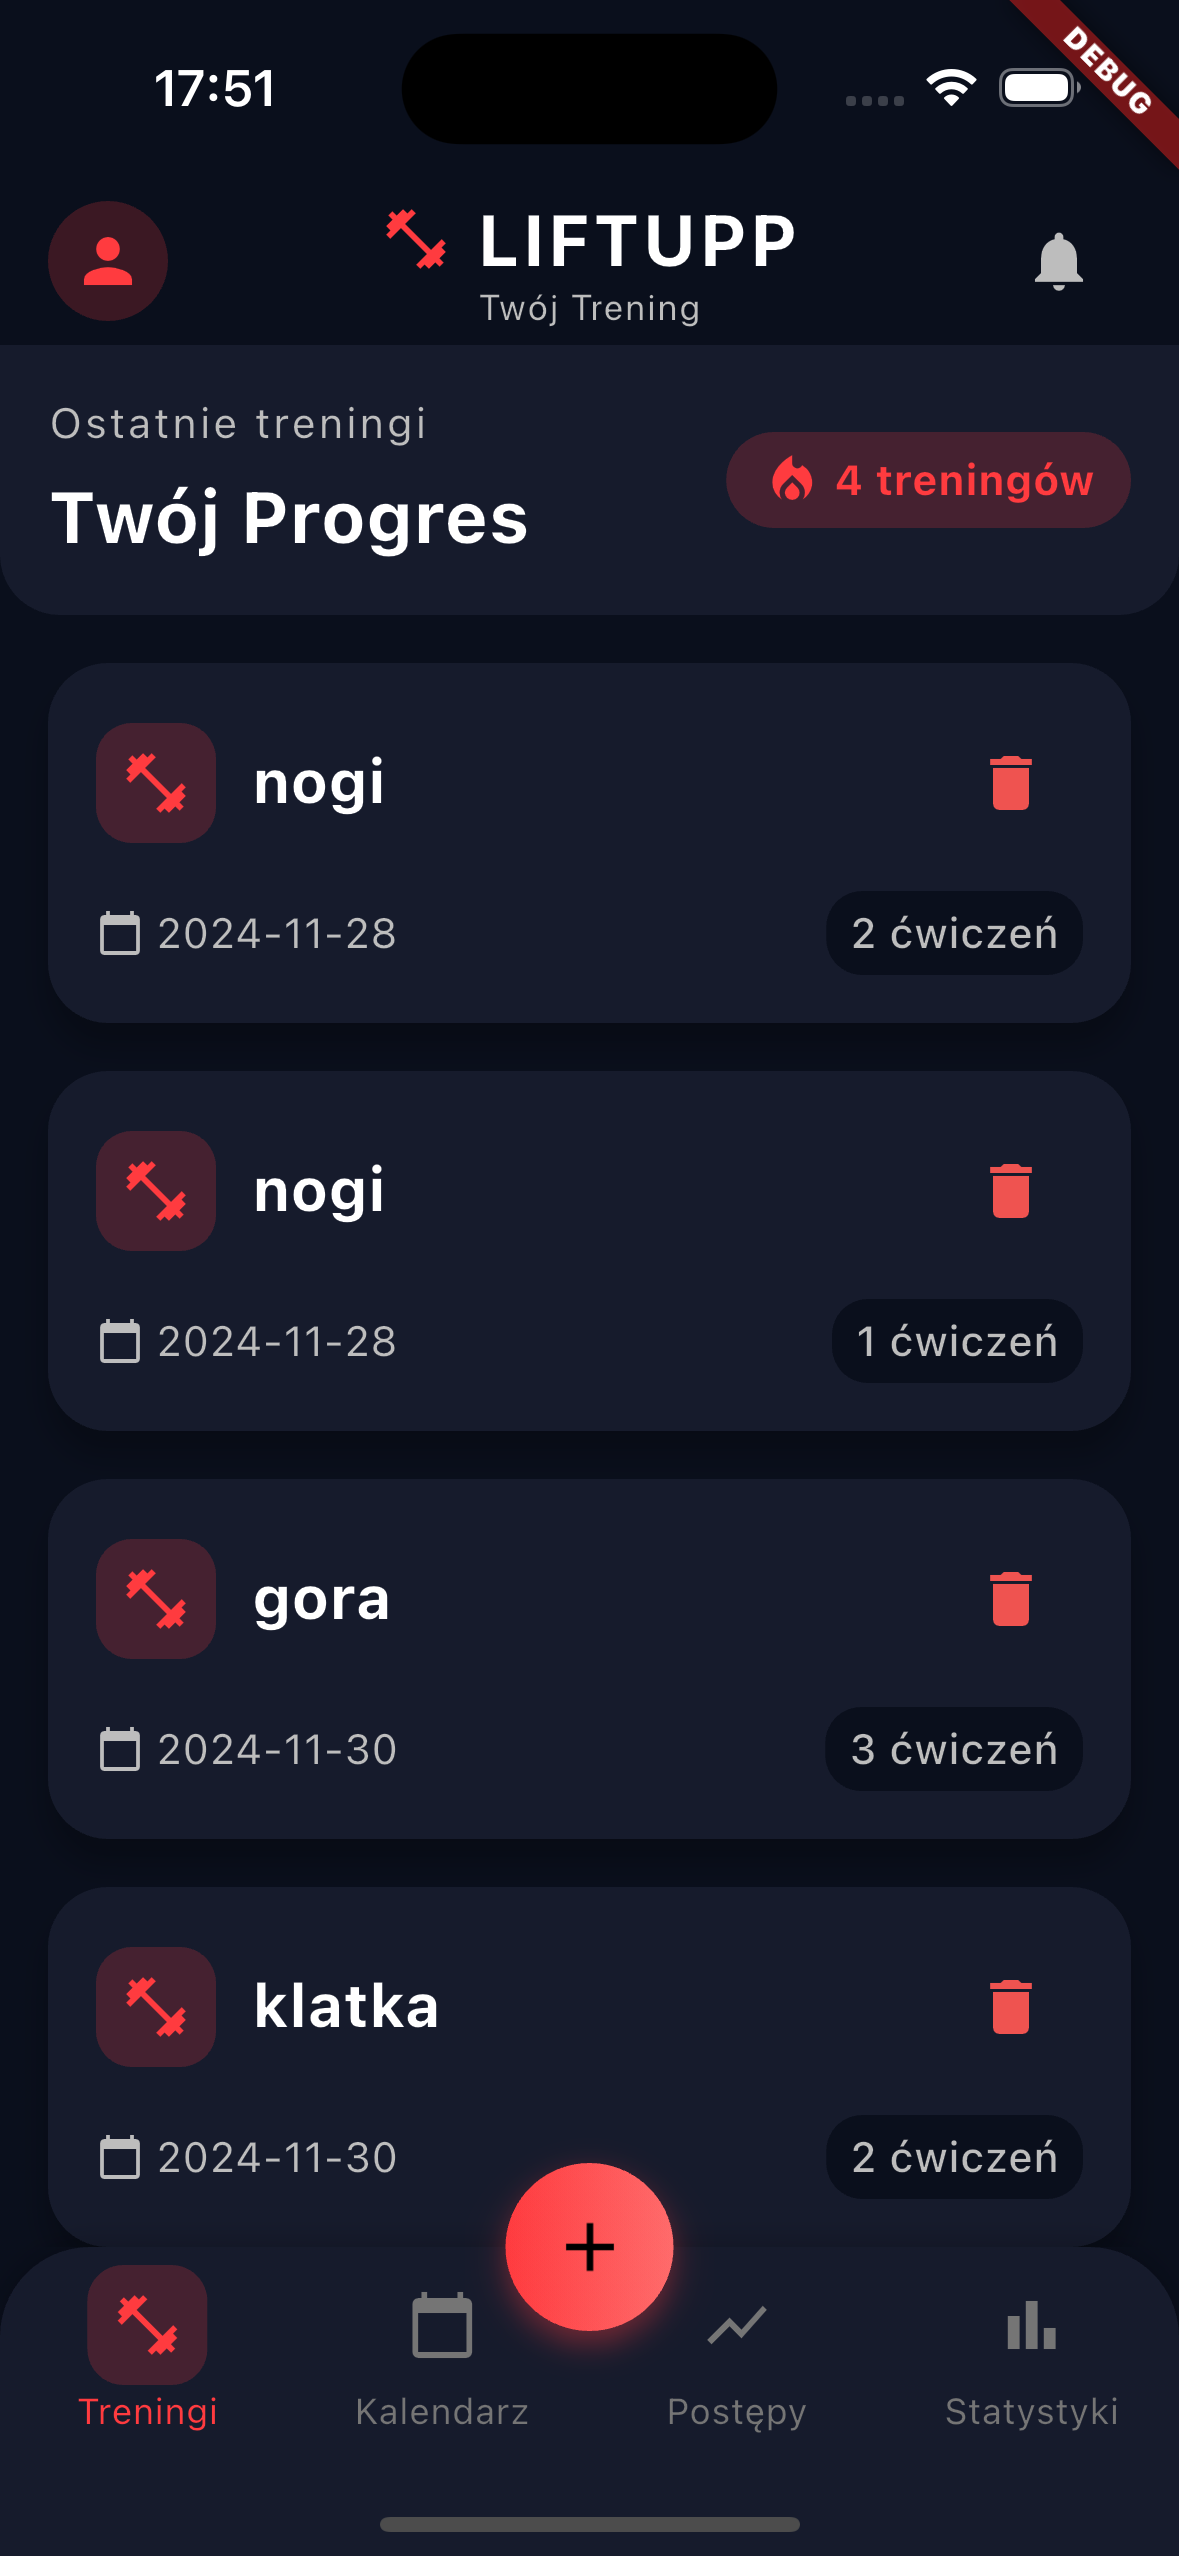 17:51
DEBUG
LIFTUPP
Twój Trening
Ostatnie treningi
Twój Progres
4 treningów
nogi
2024-11-28
2 ćwiczeń
nogi
2024-11-28
1 ćwiczeń
gora
2024-11-30
3 ćwiczeń
klatka
2024-11-30
2 ćwiczeń
Treningi
Kalendarz
Postępy
Statystyki